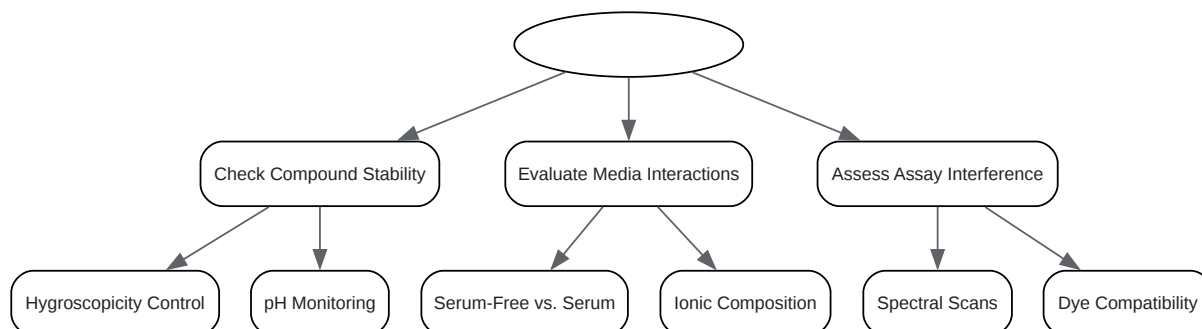 Check Compound Stability
Evaluate Media Interactions
Assess Assay Interference
Hygroscopicity Control
pH Monitoring
Serum-Free vs. Serum
Ionic Composition
Spectral Scans
Dye Compatibility